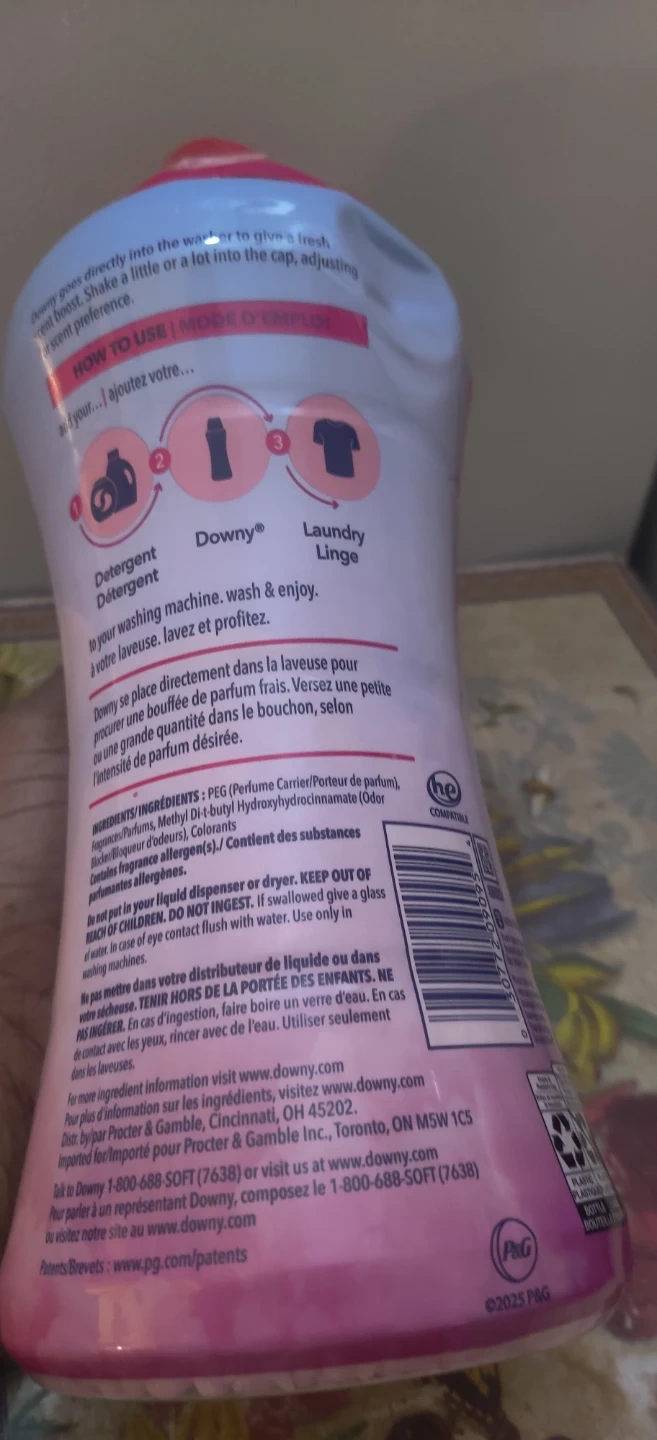 Downy goes directly into the washer to give a fresh
scent boost. Shake a little or a lot into the cap, adjusting
for scent preference.
HOW TO USE | MODE D'EMPLOI
add your...| ajoutez votre...
1
2
3
Detergent
Détergent
Downy®
Laundry
Linge
to your washing machine. wash & enjoy.
à votre laveuse. lavez et profitez.
Downy se place directement dans la laveuse pour
procurer une bouffée de parfum frais. Versez une petite
ou une grande quantité dans le bouchon, selon
l'intensité de parfum désirée.
INGREDIENTS/INGRÉDIENTS : PEG (Perfume Carrier/Porteur de parfum),
Fragrances/Parfums, Methyl Di-t-butyl Hydroxyhydrocinnamate (Odor
Blocker/Bloqueur d'odeurs), Colorants
Contains fragrance allergen(s)./ Contient des substances
parfumantes allergènes.
he
COMPATIBLE
Do not put in your liquid dispenser or dryer. KEEP OUT OF
REACH OF CHILDREN. DO NOT INGEST. If swallowed give a glass
of water. In case of eye contact flush with water. Use only in
washing machines.
Ne pas mettre dans votre distributeur de liquide ou dans
votre sécheuse. TENIR HORS DE LA PORTÉE DES ENFANTS. NE
PAS INGÉRER. En cas d'ingestion, faire boire un verre d'eau. En cas
de contact avec les yeux, rincer avec de l'eau. Utiliser seulement
dans les laveuses.
For more ingredient information visit www.downy.com
Pour plus d'information sur les ingrédients, visitez www.downy.com
Distr. by/par Procter & Gamble, Cincinnati, OH 45202.
Imported for/Importé pour Procter & Gamble Inc., Toronto, ON M5W 1C5
Talk to Downy 1-800-688-SOFT (7638) or visit us at www.downy.com
Pour parler à un représentant Downy, composez le 1-800-688-SOFT (7638)
ou visitez notre site au www.downy.com
Patents/Brevets : www.pg.com/patents
P&G
©2025 P&G